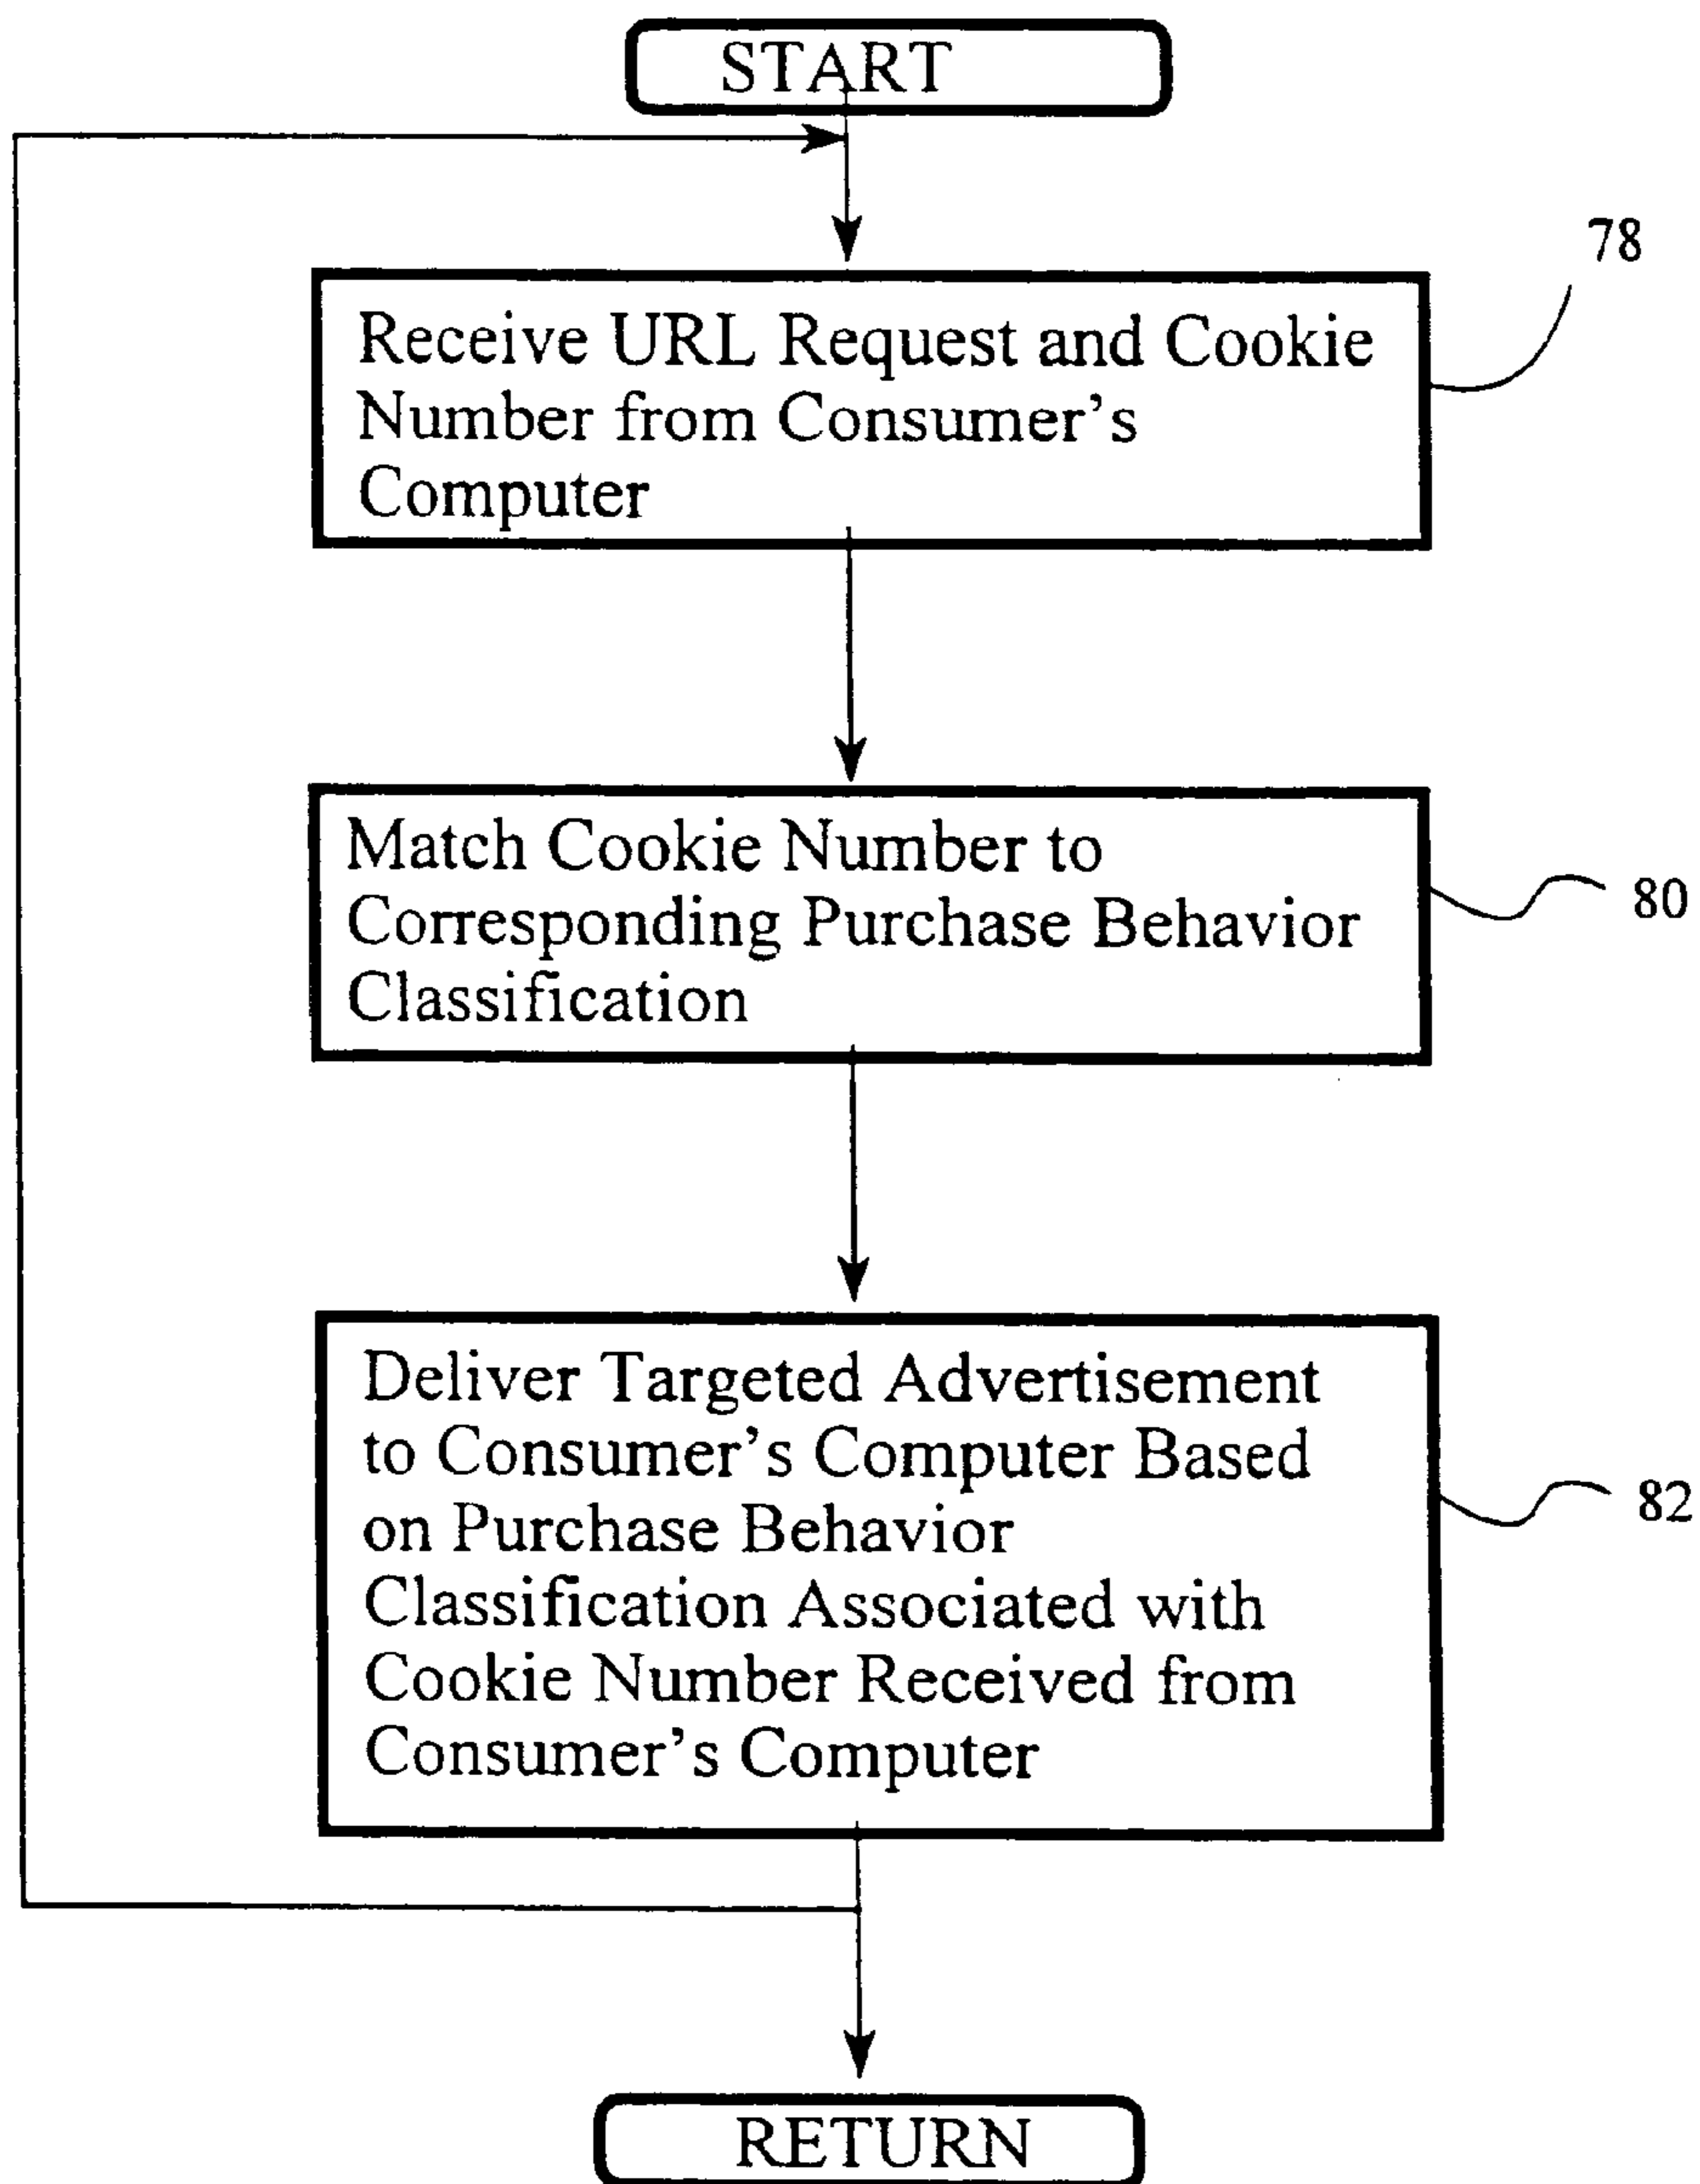 START
78
Receive URL Request and Cookie
Number from Consumer's
Computer
Match Cookie Number to
Corresponding Purchase Behavior
Classification
80
Deliver Targeted Advertisement
to Consumer's Computer Based
on Purchase Behavior
Classification Associated with
Cookie Number Received from
Consumer's Computer
82
RETURN